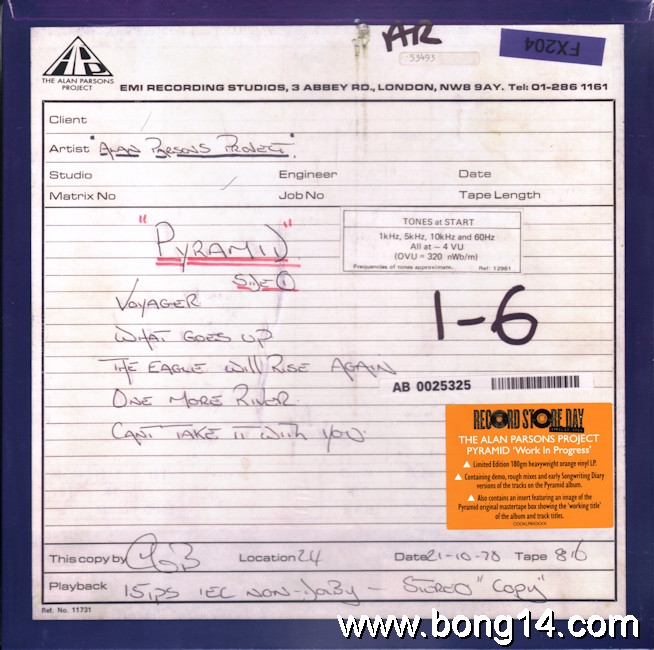 ATR
53493
FX204
THE ALAN PARSONS
PROJECT
EMI RECORDING STUDIOS, 3 ABBEY RD., LONDON, NW8 9AY. Tel: 01-286 1161
Client
Artist "ALAN PARSONS PROJECT".
Studio Engineer Date
Matrix No Job No Tape Length
"PYRAMID"
SIDE 1
TONES at START
1kHz, 5kHz, 10kHz and 60Hz
All at – 4 VU
(OVU = 320 nWb/m)
Frequencies of tones approximate. Ref: 12961
VOYAGER
WHAT GOES UP
THE EAGLE WILL RISE AGAIN
ONE MORE RIVER.
CANT TAKE IT WITH YOU.
1-6
AB 0025325
RECORD STORE DAY
THE ALAN PARSONS PROJECT
PYRAMID 'Work In Progress'
Limited Edition 180gm heavyweight orange vinyl LP.
Containing demo, rough mixes and early Songwriting Diary
versions of the tracks on the Pyramid album.
Also contains an insert featuring an image of the
Pyramid original mastertape box showing the 'working title'
of the album and track titles.
This copy by Location 24 Date 21-10-78 Tape 816
Playback 15ips IEC NON-DOLBY – STEREO "COPY"
Ref. No. 11731
www.bong14.com